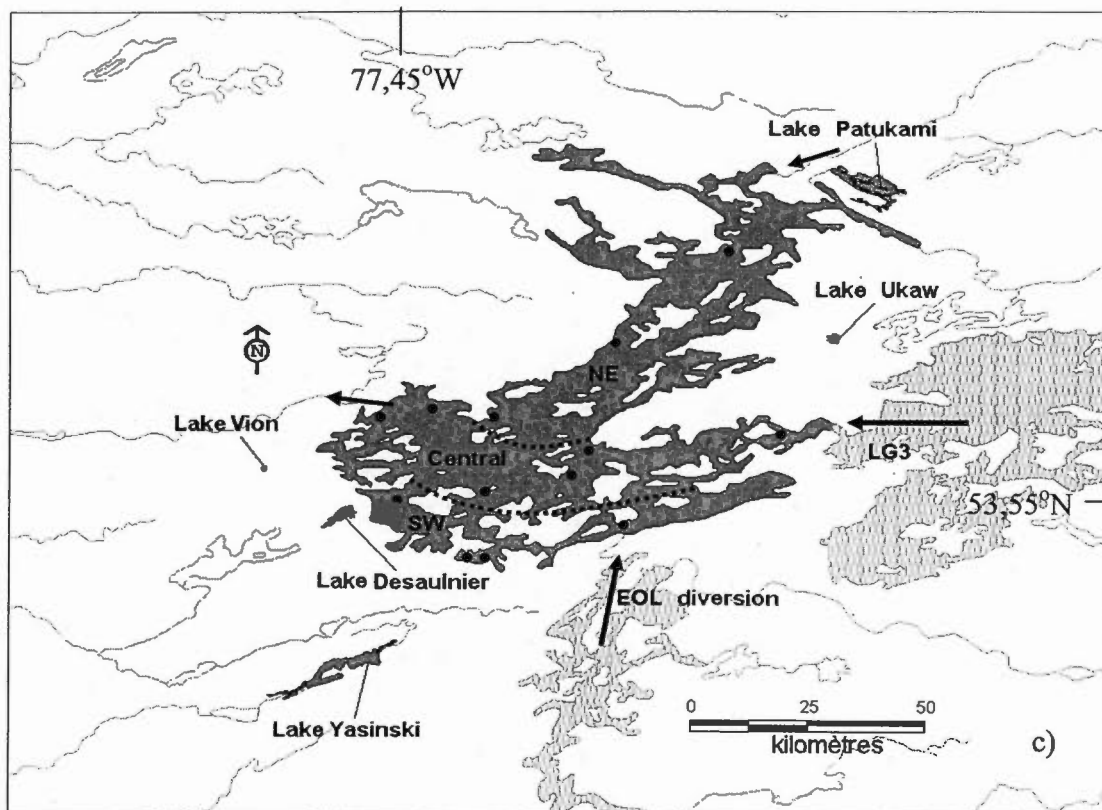 77,45°W
Lake Patukami
Lake Ukaw
N
NE
Lake Vion
Central
LG3
53,55°N
SW
Lake Desaulnier
EOL diversion
Lake Yasinski
0 25 50
kilomètres
c)